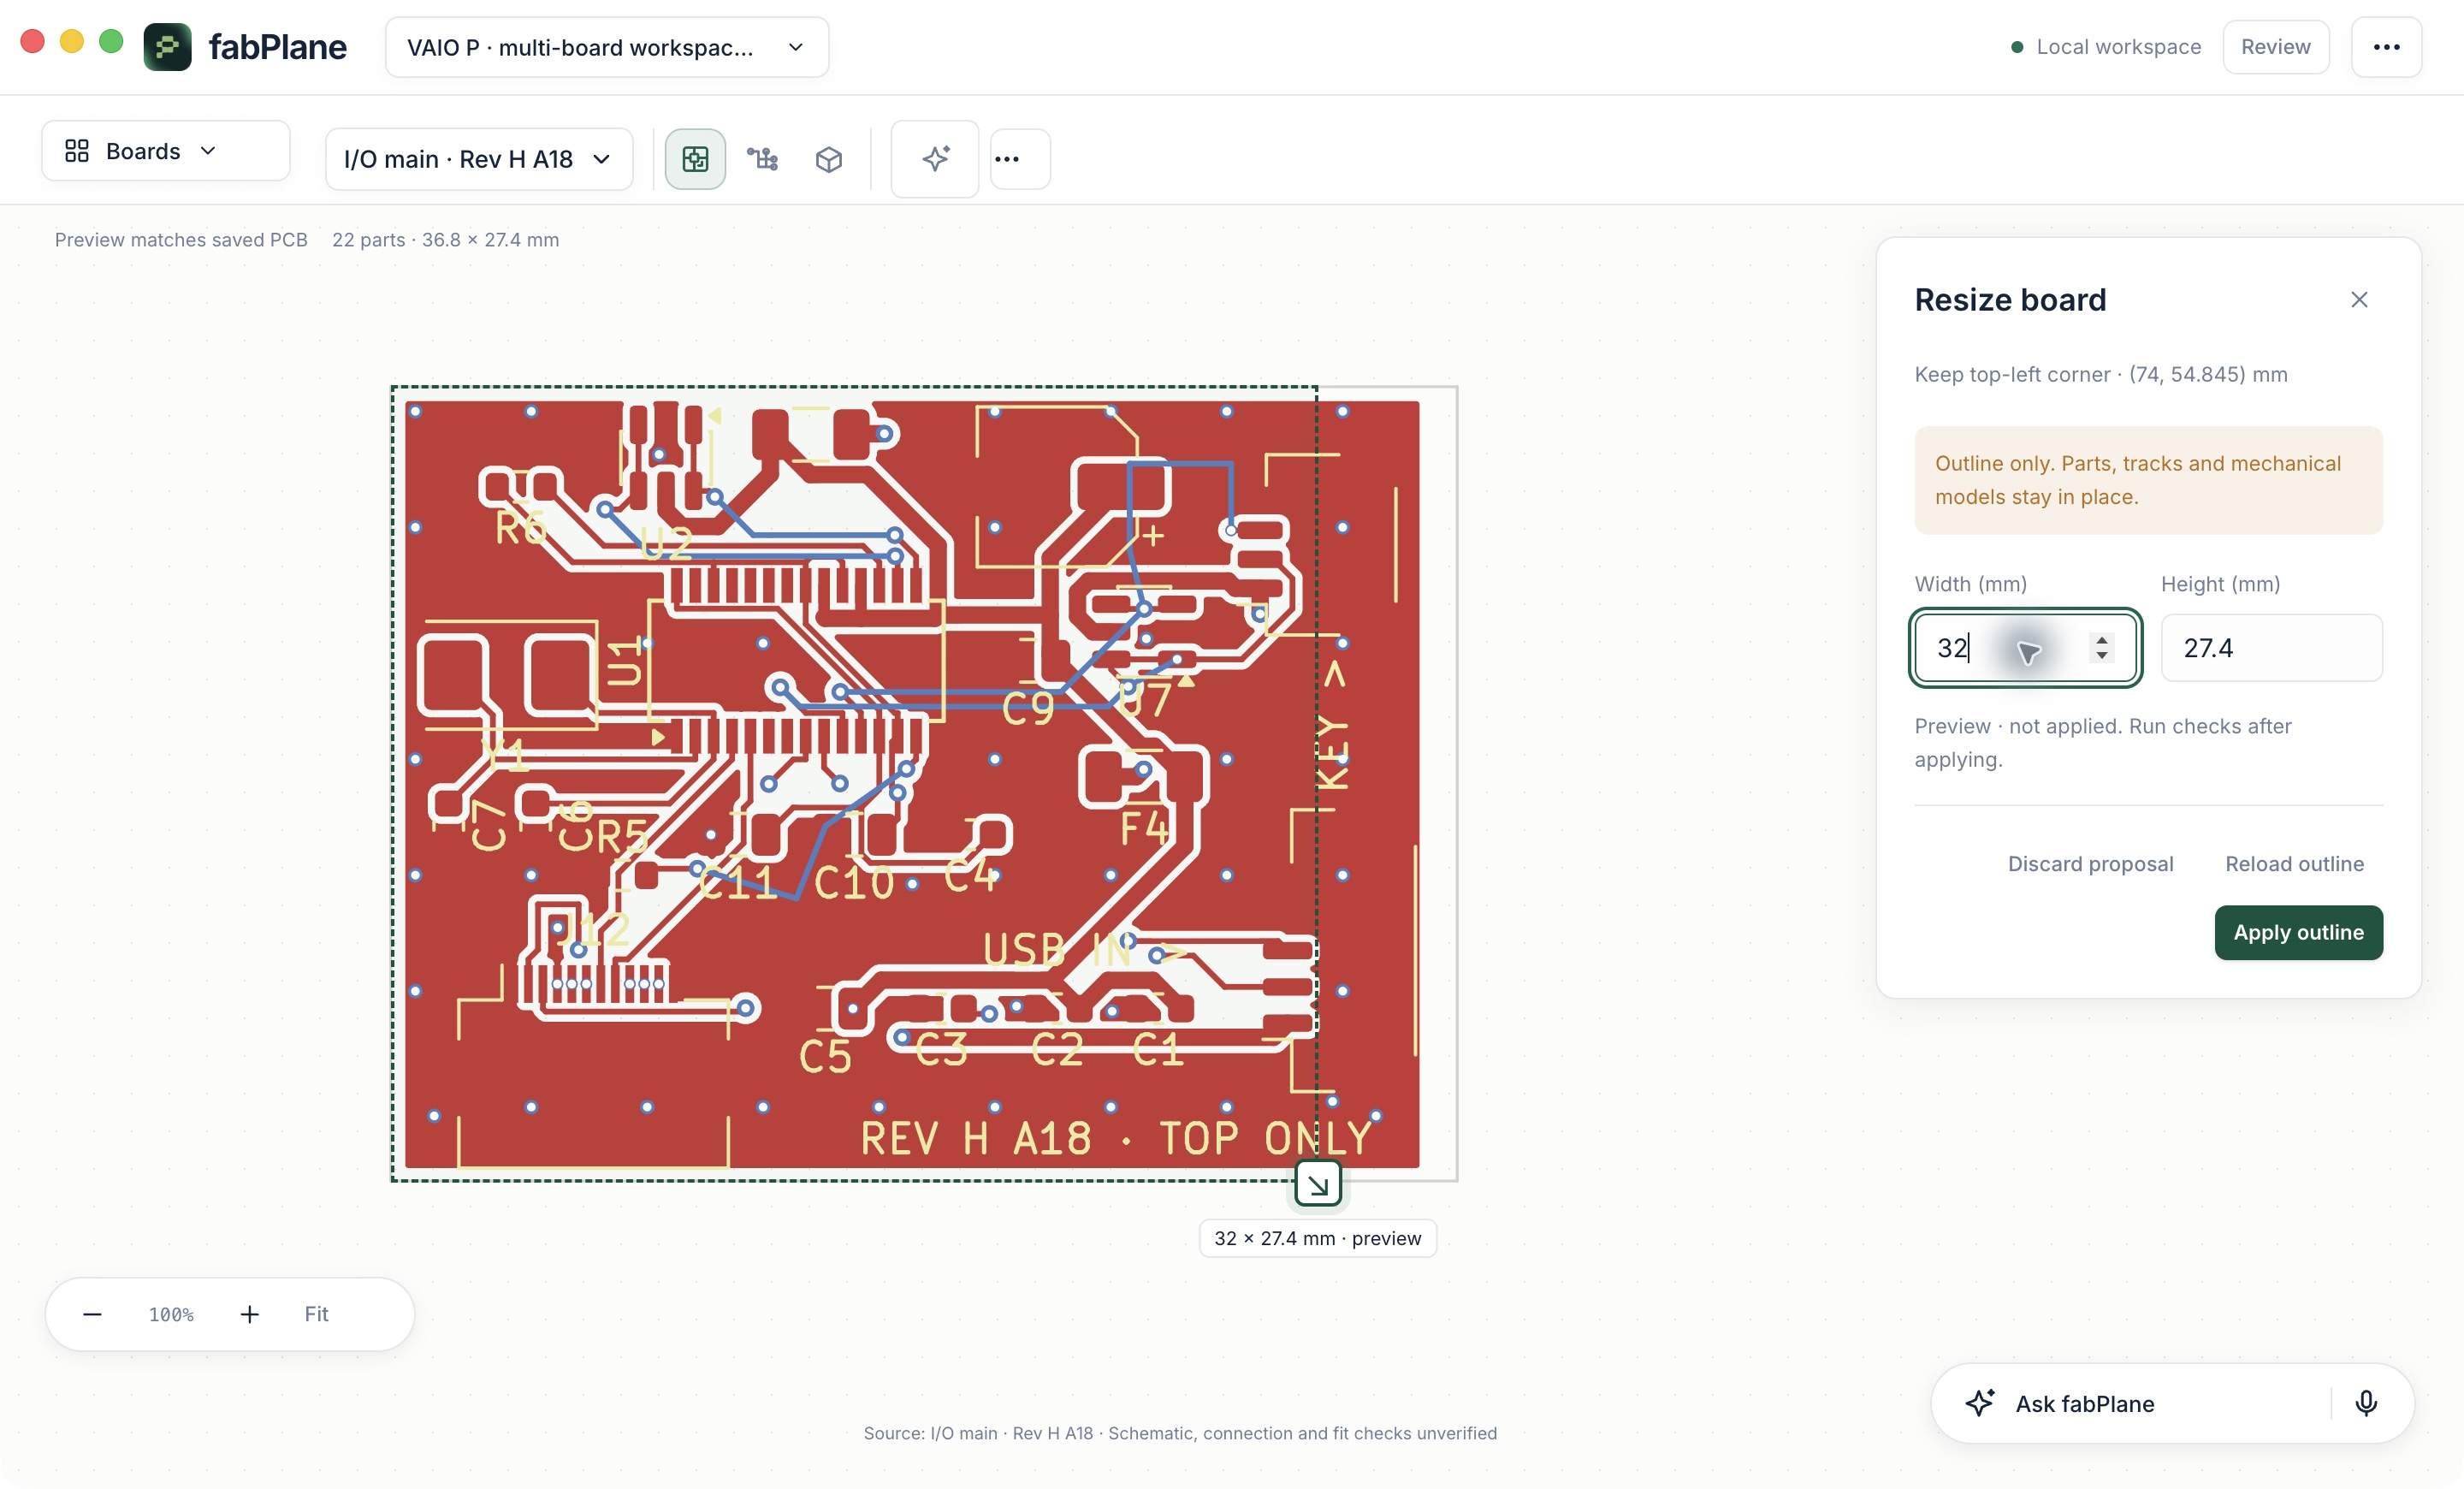 fabPlane
VAIO P · multi-board workspac...
Local workspace
Review
Boards
I/O main · Rev H A18
Preview matches saved PCB 22 parts · 36.8 × 27.4 mm
Resize board
Keep top-left corner · (74, 54.845) mm
Outline only. Parts, tracks and mechanical
models stay in place.
Width (mm)
Height (mm)
32
27.4
Preview · not applied. Run checks after
applying.
Discard proposal
Reload outline
Apply outline
R6
U2
+
U1
C9
U7
KEY >
Y1
C7
C6
R5
F4
C11
C10
C4
J12
USB IN >
C5
C3
C2
C1
REV H A18 · TOP ONLY
32 × 27.4 mm · preview
100%
Fit
Ask fabPlane
Source: I/O main · Rev H A18 · Schematic, connection and fit checks unverified